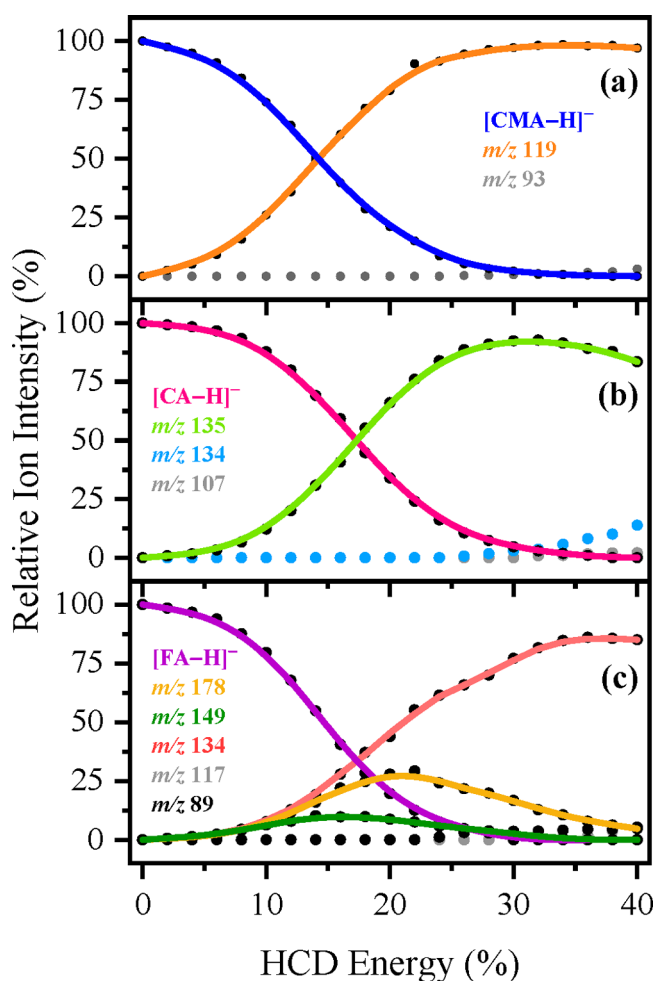 Relative Ion Intensity (%)
100
75
50
25
0
(a)
[CMA−H]⁻
m/z 119
m/z 93
100
75
50
25
0
(b)
[CA−H]⁻
m/z 135
m/z 134
m/z 107
100
75
50
25
0
(c)
[FA−H]⁻
m/z 178
m/z 149
m/z 134
m/z 117
m/z 89
0 10 20 30 40
HCD Energy (%)